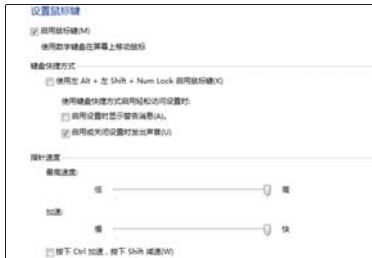 设置鼠标键
启用鼠标键(M)
使用数字键盘在屏幕上移动鼠标
键盘快捷方式
使用左 Alt + 左 Shift + Num Lock 启用鼠标键(K)
使用键盘快捷方式启用轻松访问设置时:
启用设置时显示警告消息(A)。
启用或关闭设置时发出声音(U)
指针速度
最高速度:
低 高
加速:
慢 快
按下 Ctrl 加速，按下 Shift 减速(W)